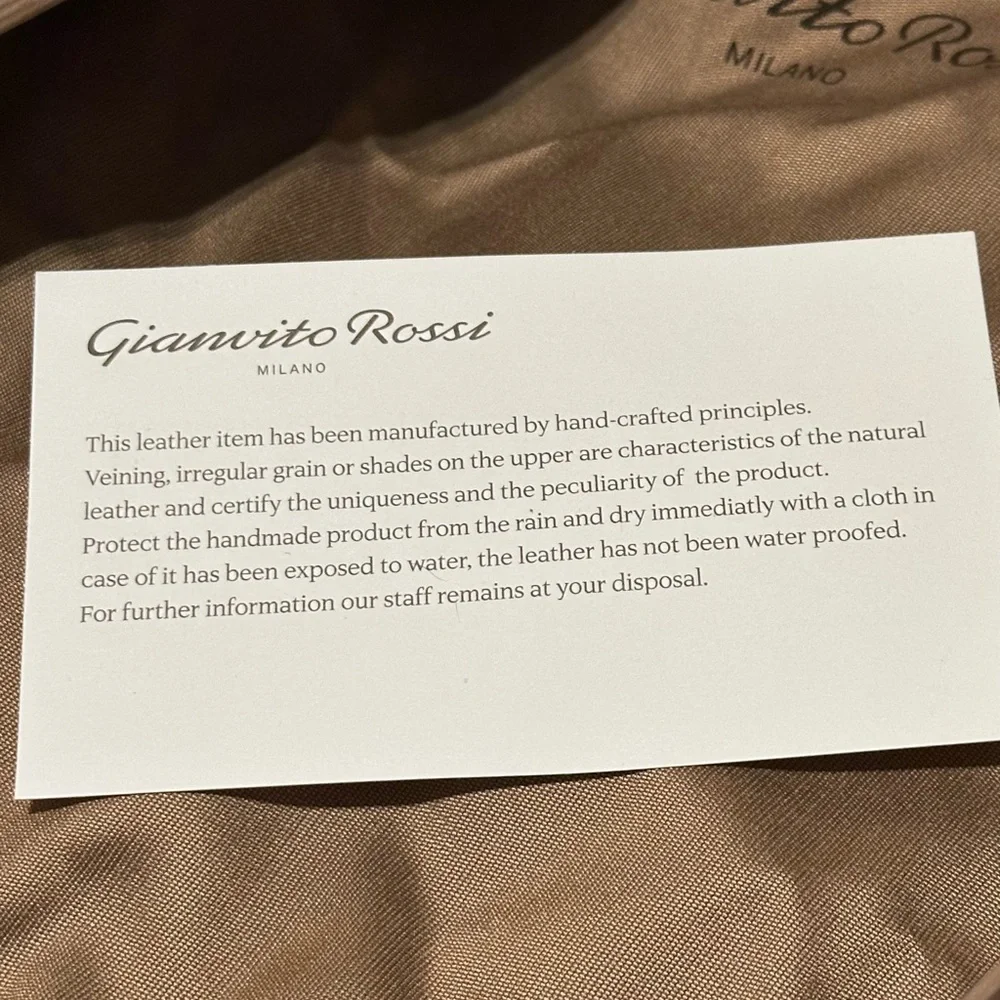 MILANO
Gianvito Rossi
MILANO
This leather item has been manufactured by hand-crafted principles.
Veining, irregular grain or shades on the upper are characteristics of the natural
leather and certify the uniqueness and the peculiarity of the product.
Protect the handmade product from the rain and dry immediatly with a cloth in
case of it has been exposed to water, the leather has not been water proofed.
For further information our staff remains at your disposal.